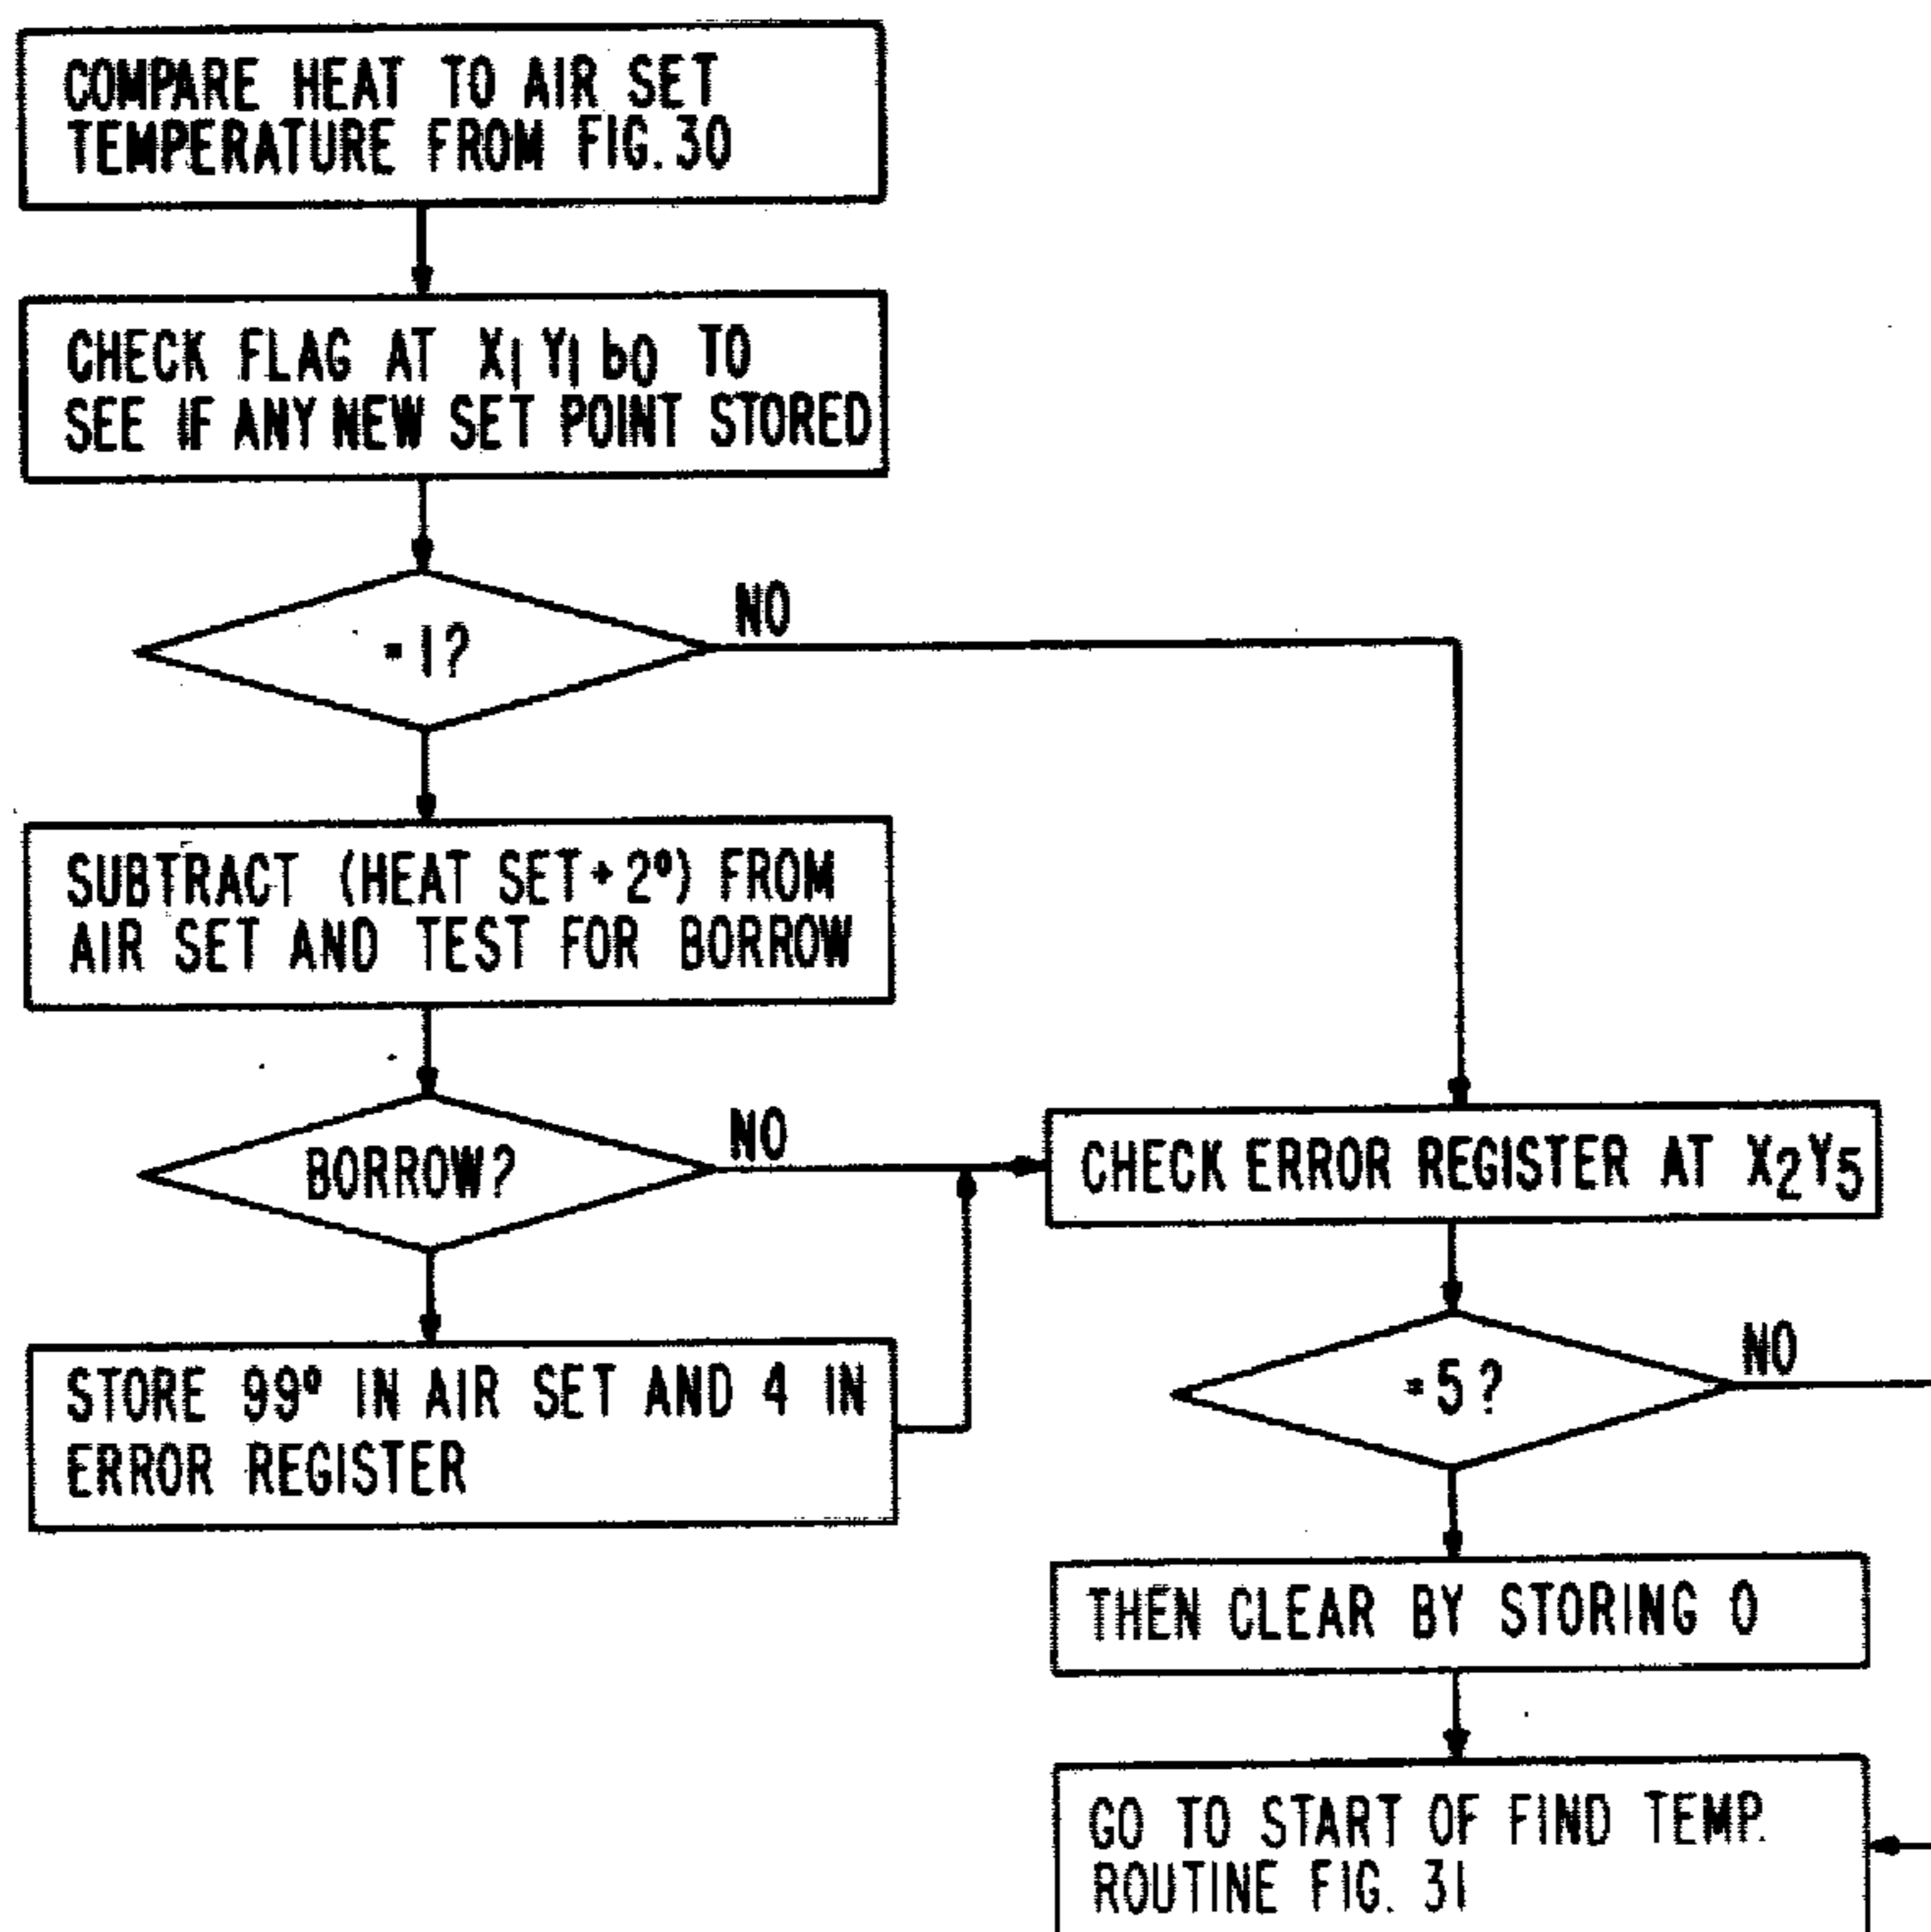 COMPARE HEAT TO AIR SET
TEMPERATURE FROM FIG. 30
CHECK FLAG AT X1 Y1 b0 TO
SEE IF ANY NEW SET POINT STORED
=1?
NO
SUBTRACT (HEAT SET+2°) FROM
AIR SET AND TEST FOR BORROW
BORROW?
NO
STORE 99° IN AIR SET AND 4 IN
ERROR REGISTER
CHECK ERROR REGISTER AT X2Y5
=5?
NO
THEN CLEAR BY STORING 0
GO TO START OF FIND TEMP.
ROUTINE FIG. 31